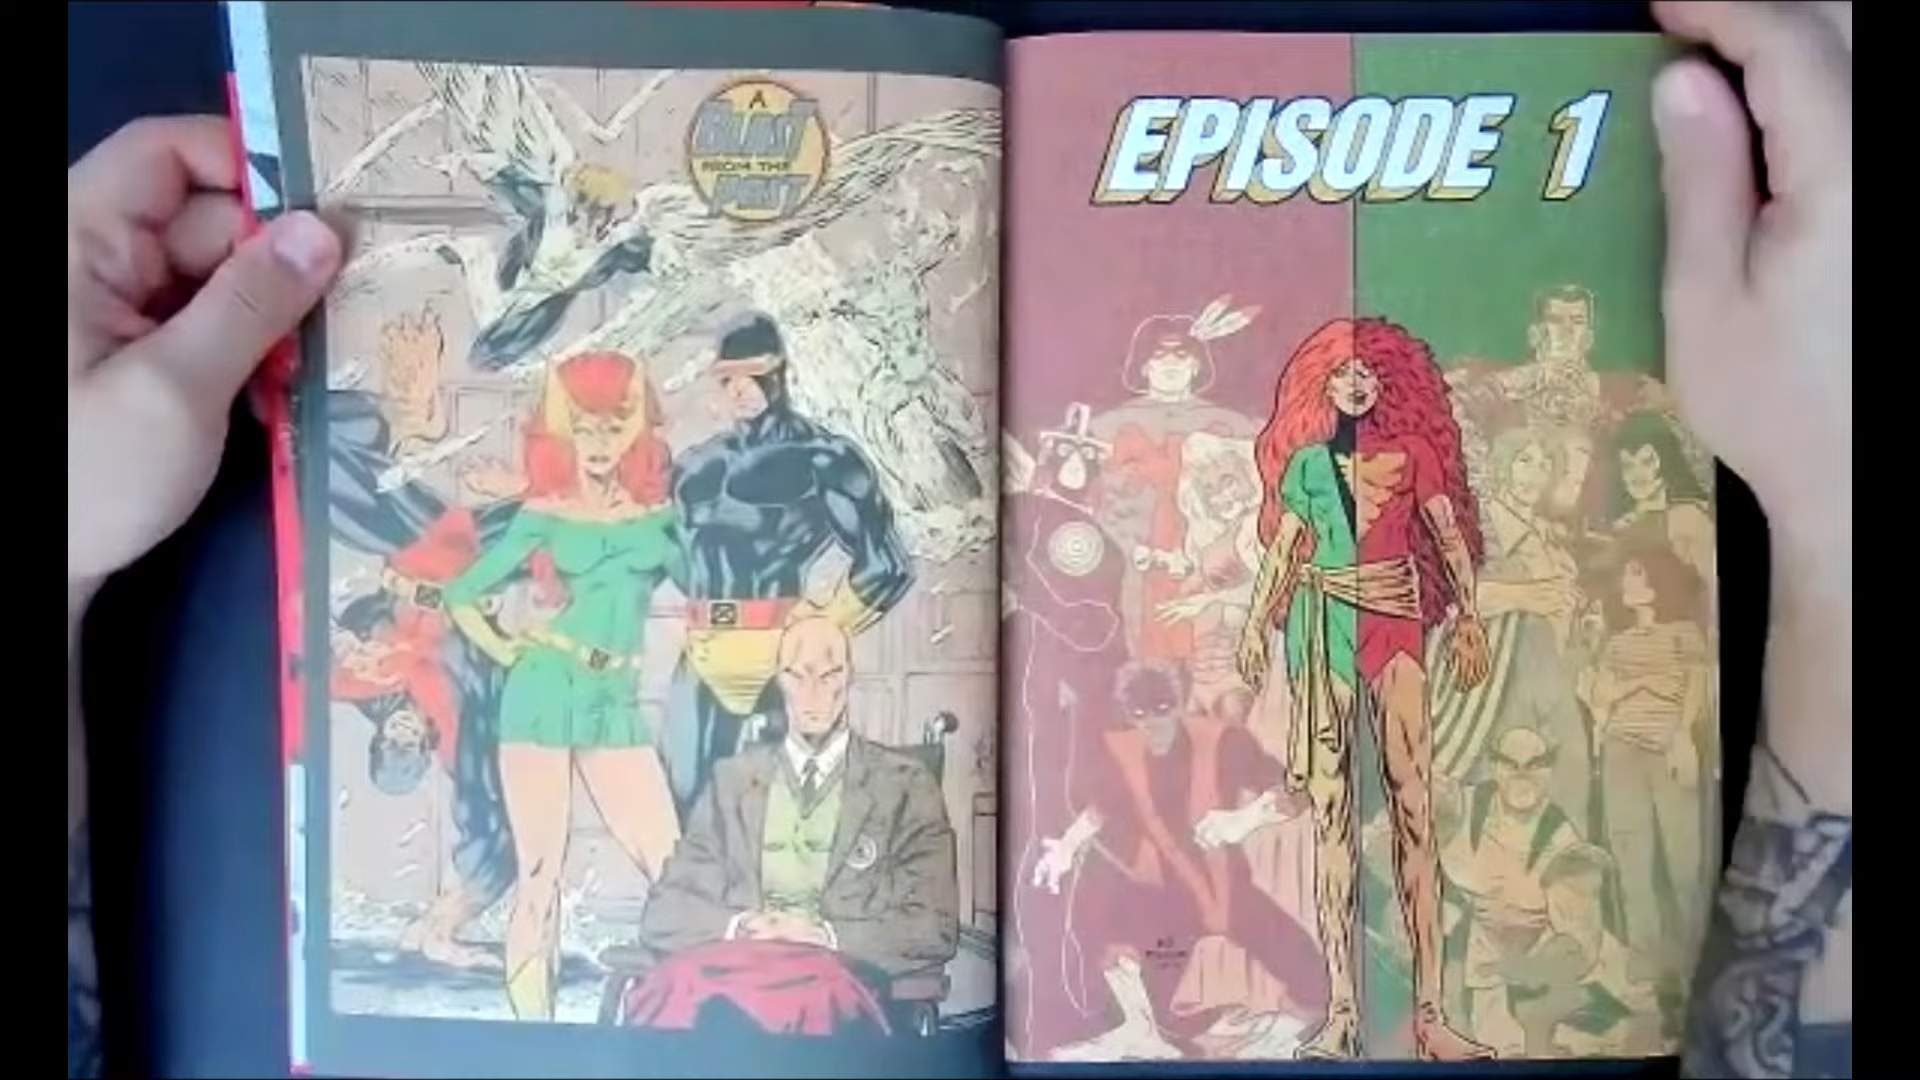 A
BLAST
FROM THE
PAST
EPISODE 1